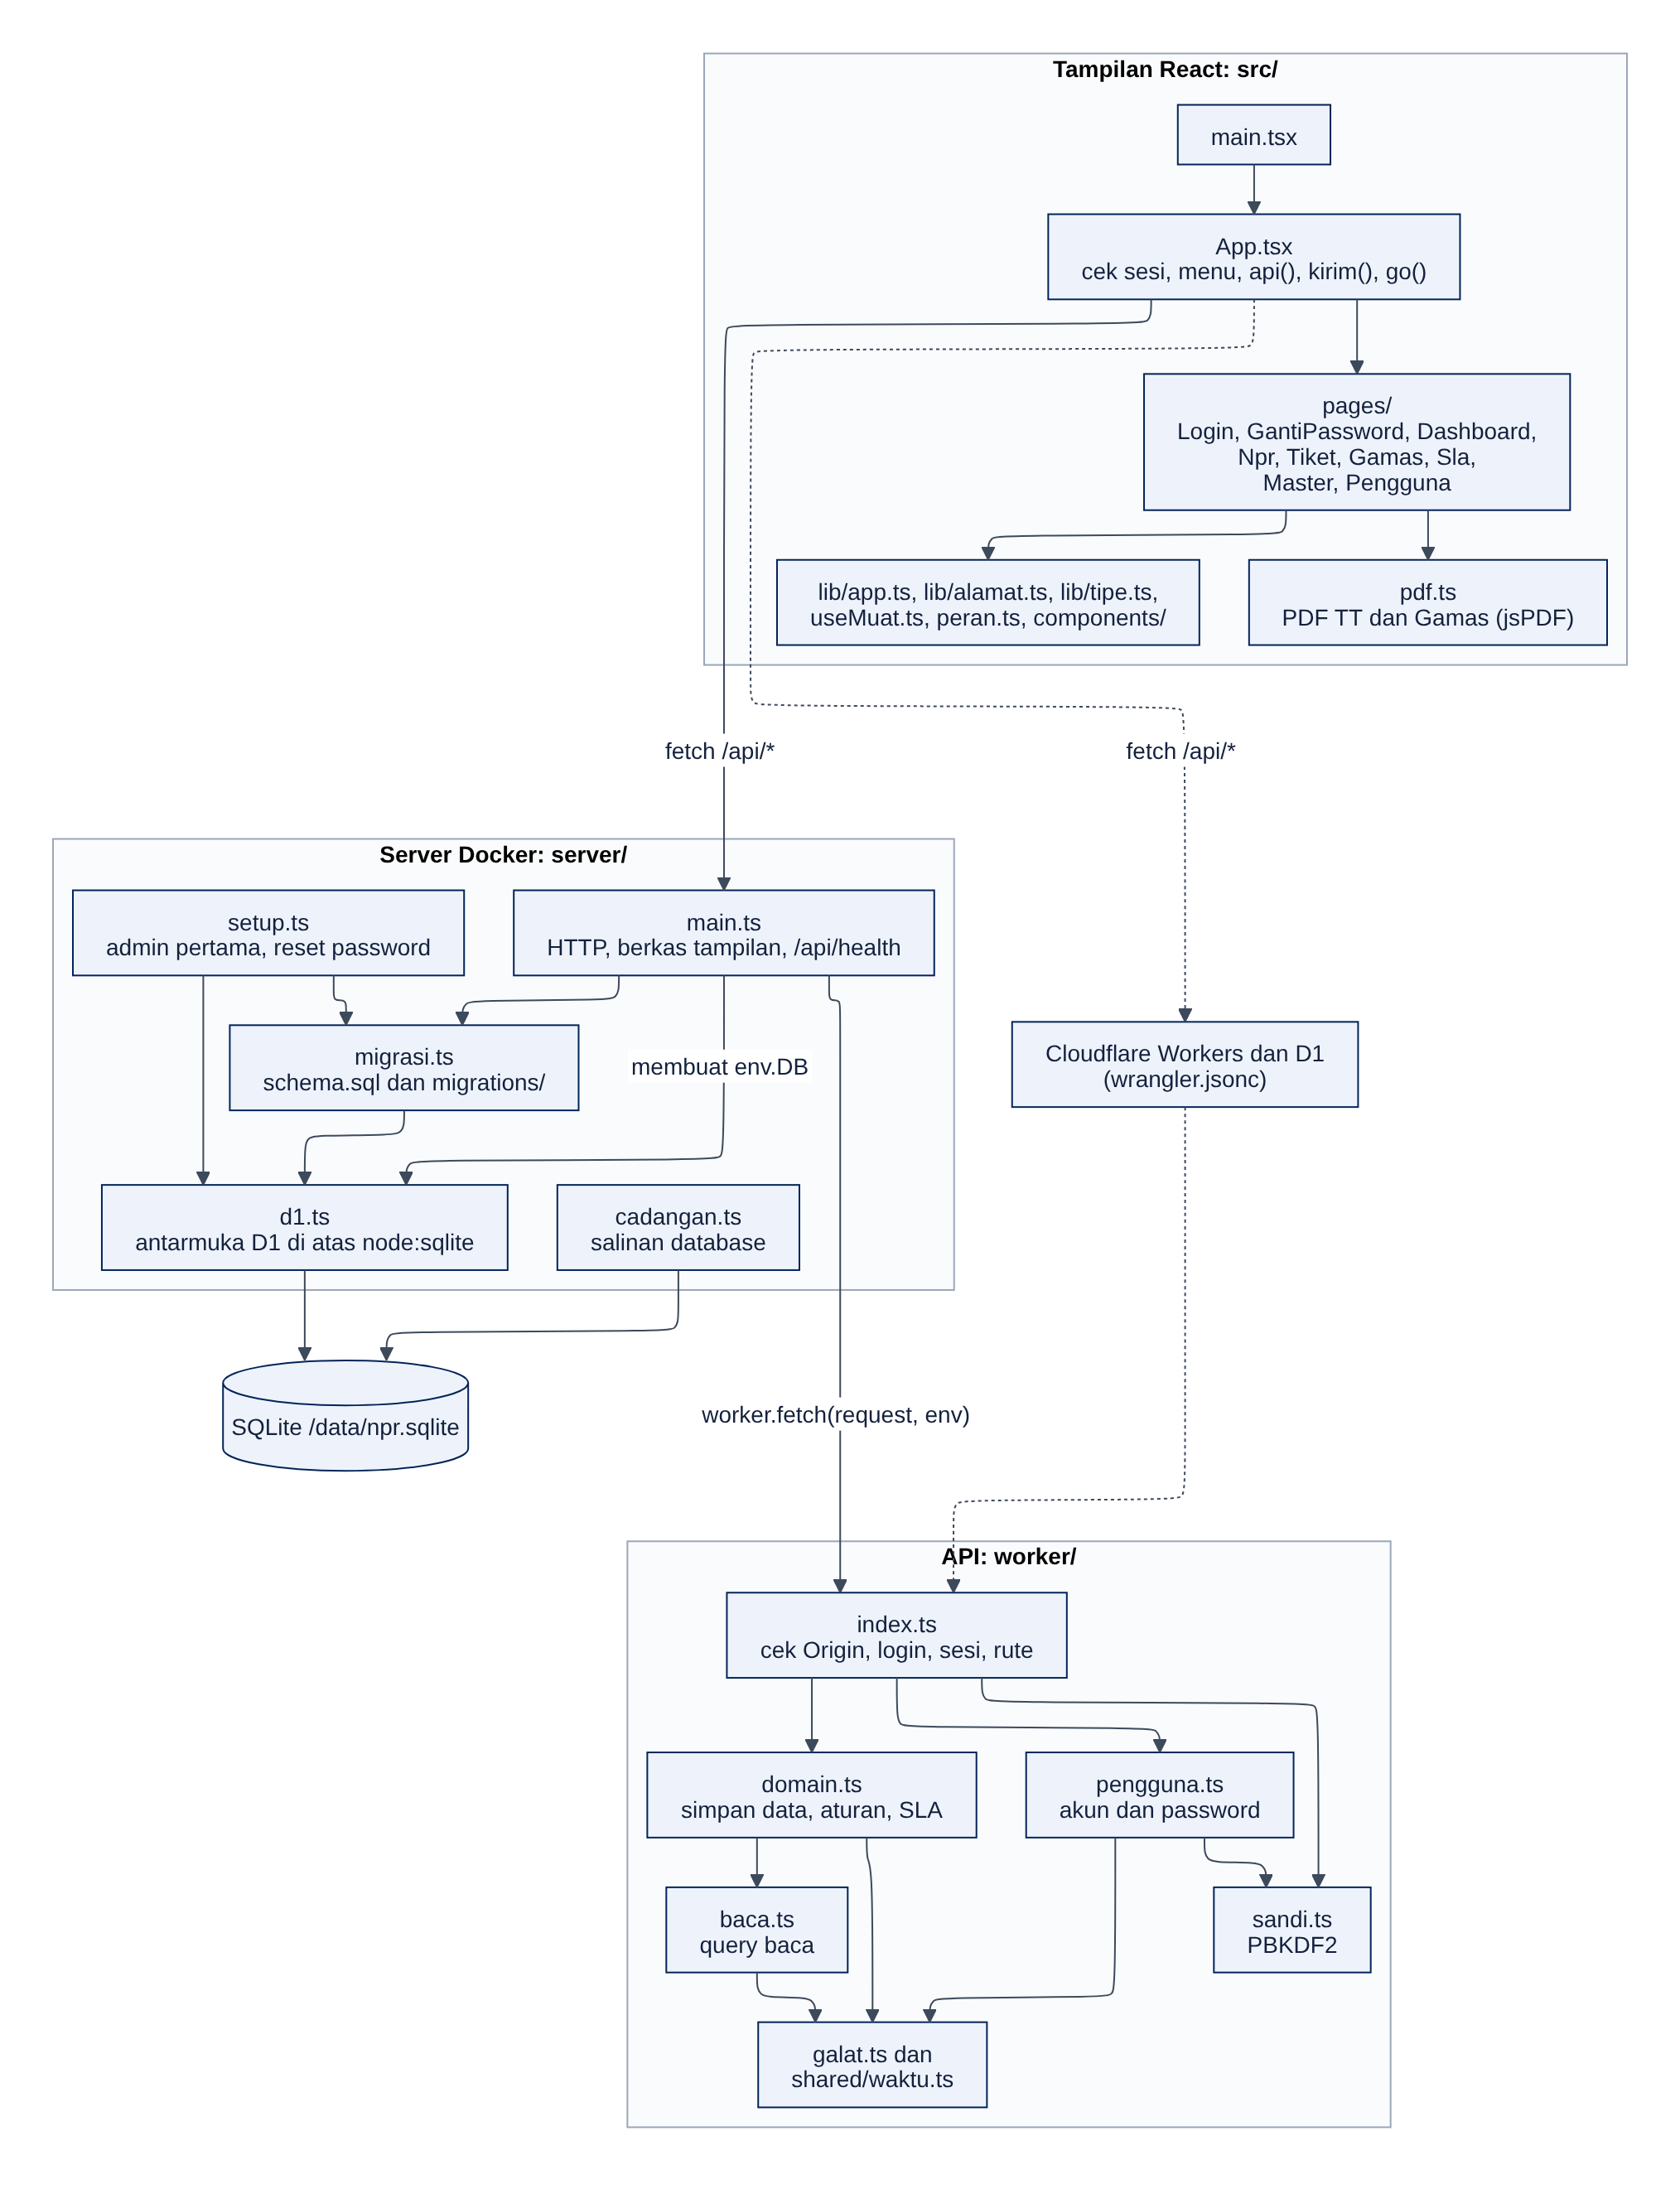 Tampilan React: src/
main.tsx
App.tsx
cek sesi, menu, api(), kirim(), go()
pages/
Login, GantiPassword, Dashboard,
Npr, Tiket, Gamas, Sla,
Master, Pengguna
lib/app.ts, lib/alamat.ts, lib/tipe.ts,
useMuat.ts, peran.ts, components/
pdf.ts
PDF TT dan Gamas (jsPDF)
fetch /api/*
fetch /api/*
Server Docker: server/
setup.ts
admin pertama, reset password
main.ts
HTTP, berkas tampilan, /api/health
migrasi.ts
schema.sql dan migrations/
membuat env.DB
Cloudflare Workers dan D1
(wrangler.jsonc)
d1.ts
antarmuka D1 di atas node:sqlite
cadangan.ts
salinan database
SQLite /data/npr.sqlite
worker.fetch(request, env)
API: worker/
index.ts
cek Origin, login, sesi, rute
domain.ts
simpan data, aturan, SLA
pengguna.ts
akun dan password
baca.ts
query baca
sandi.ts
PBKDF2
galat.ts dan
shared/waktu.ts